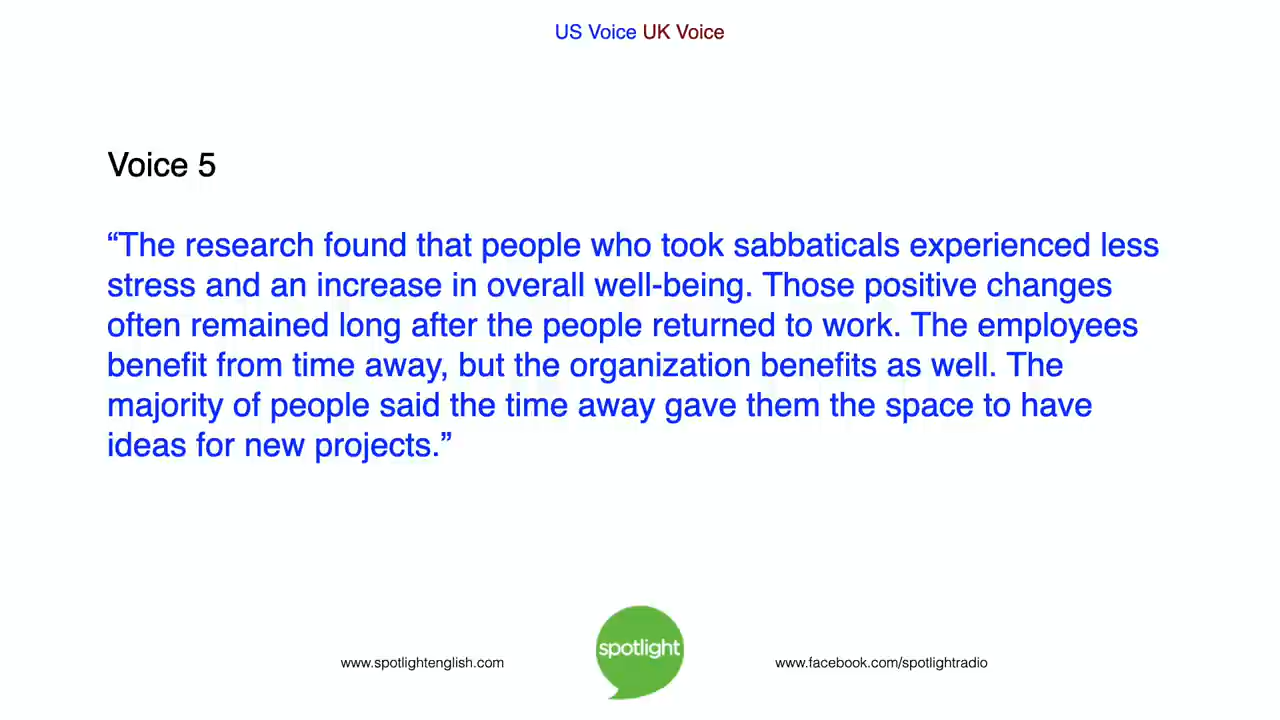 US Voice UK Voice
Voice 5
“The research found that people who took sabbaticals experienced less
stress and an increase in overall well-being. Those positive changes
often remained long after the people returned to work. The employees
benefit from time away, but the organization benefits as well. The
majority of people said the time away gave them the space to have
ideas for new projects.”
spotlight
www.spotlightenglish.com
www.facebook.com/spotlightradio